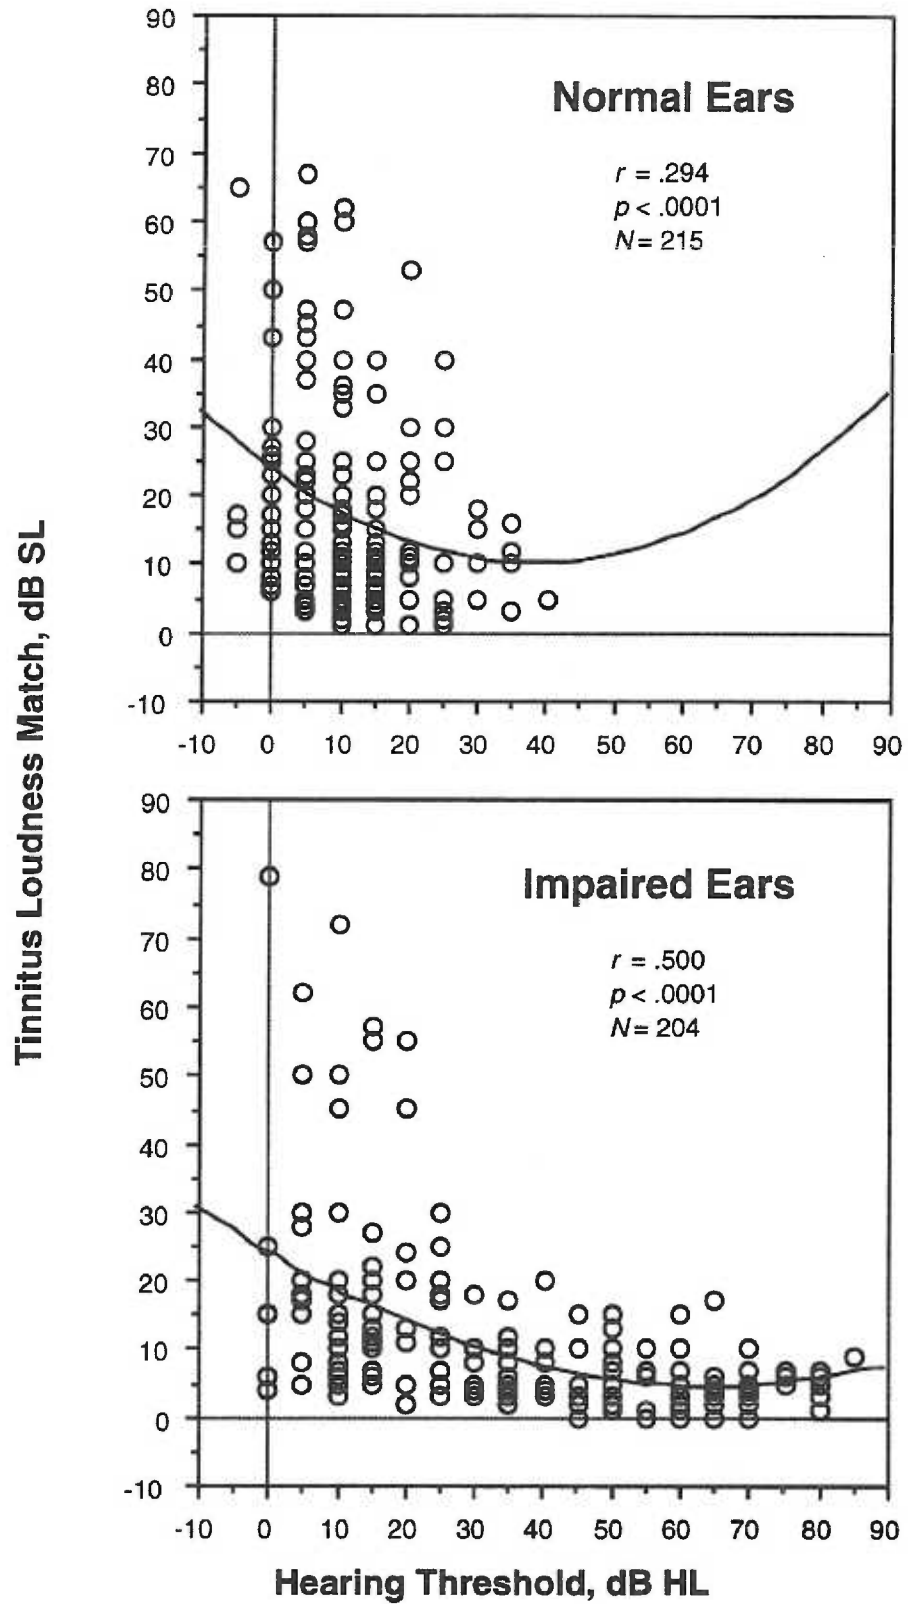 Tinnitus Loudness Match, dB SL
90
80
70
60
50
40
30
20
10
0
-10
Normal Ears
r = .294
p < .0001
N = 215
-10 0 10 20 30 40 50 60 70 80 90
90
80
70
60
50
40
30
20
10
0
-10
Impaired Ears
r = .500
p < .0001
N = 204
-10 0 10 20 30 40 50 60 70 80 90
Hearing Threshold, dB HL